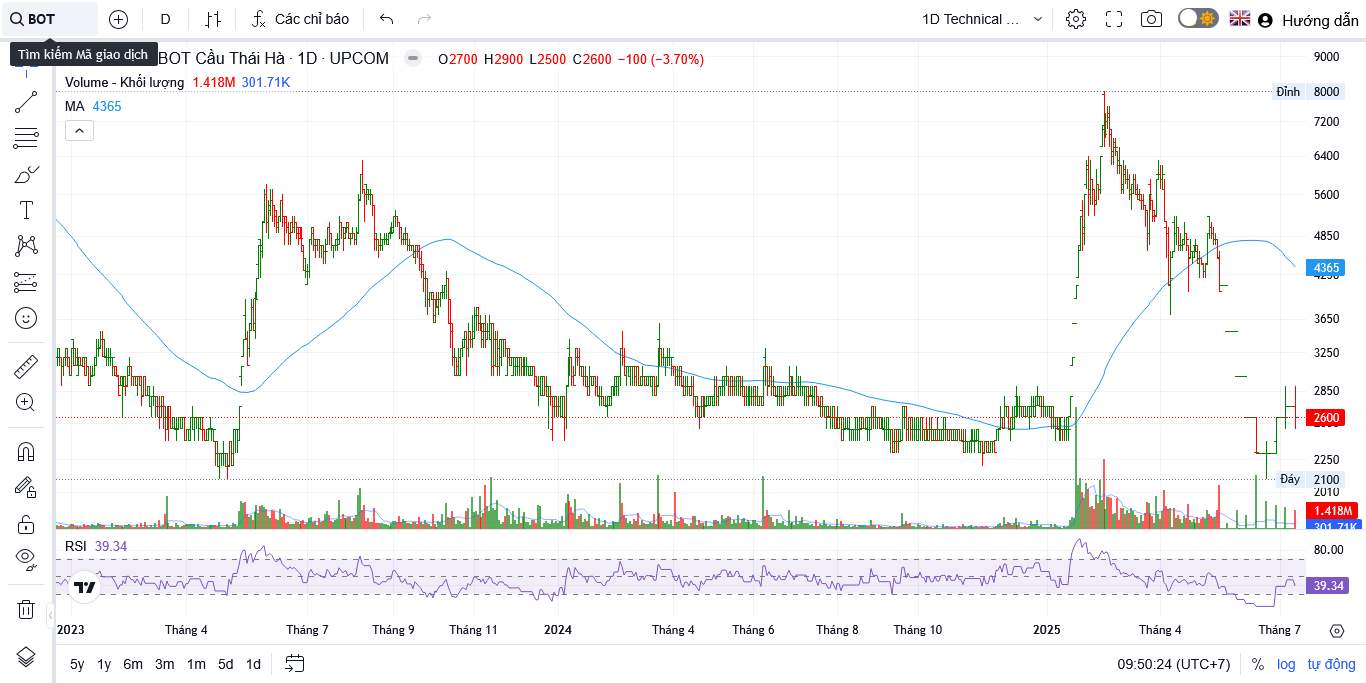 BOT
D
Các chỉ báo
1D Technical ...
Hướng dẫn
Tìm kiếm Mã giao dịch
BOT Cầu Thái Hà · 1D · UPCOM
O2700 H2900 L2500 C2600 −100 (−3.70%)
Volume - Khối lượng 1.418M 301.71K
MA 4365
9000
Đỉnh 8000
7200
6400
5600
4850
4365
3650
3250
2850
2600
2250
Đáy 2100
2010
1.418M
301.71K
RSI 39.34
80.00
39.34
2023
Tháng 4
Tháng 7
Tháng 9
Tháng 11
2024
Tháng 4
Tháng 6
Tháng 8
Tháng 10
2025
Tháng 4
Tháng 7
5y 1y 6m 3m 1m 5d 1d
09:50:24 (UTC+7)
% log tự động